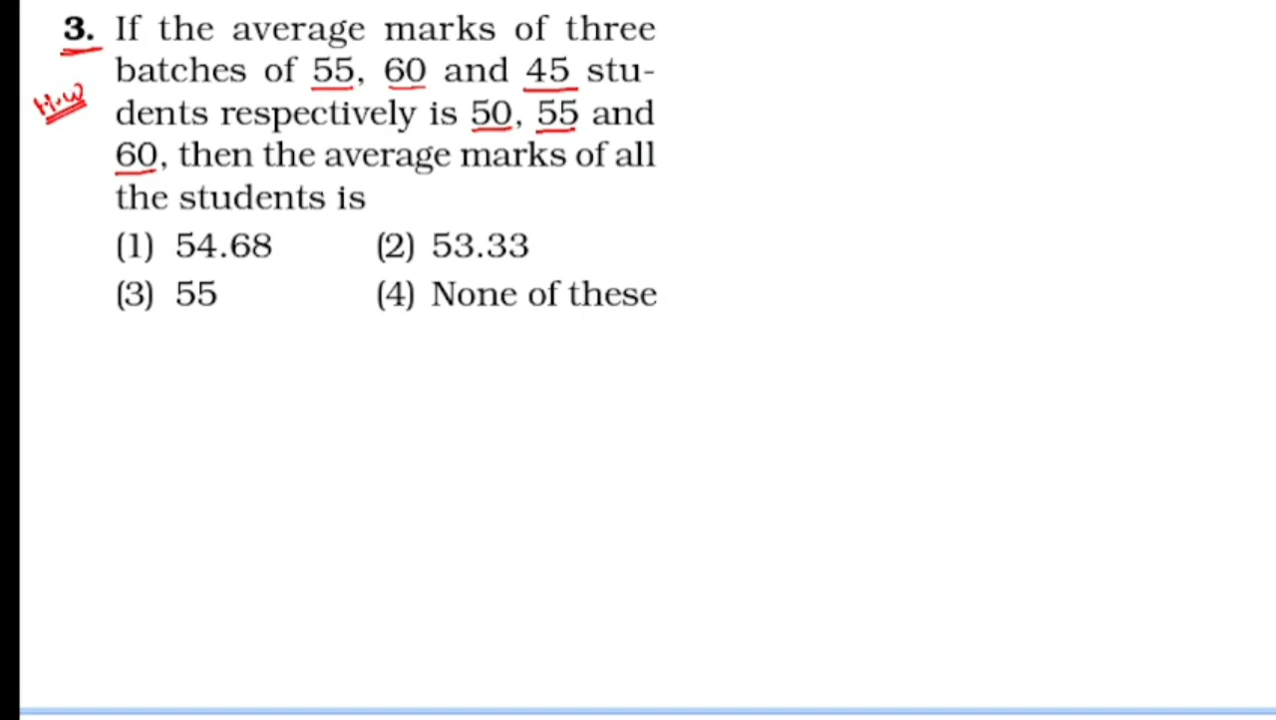 3. If the average marks of three
batches of 55, 60 and 45 stu-
H.W
dents respectively is 50, 55 and
60, then the average marks of all
the students is
(1) 54.68 (2) 53.33
(3) 55 (4) None of these